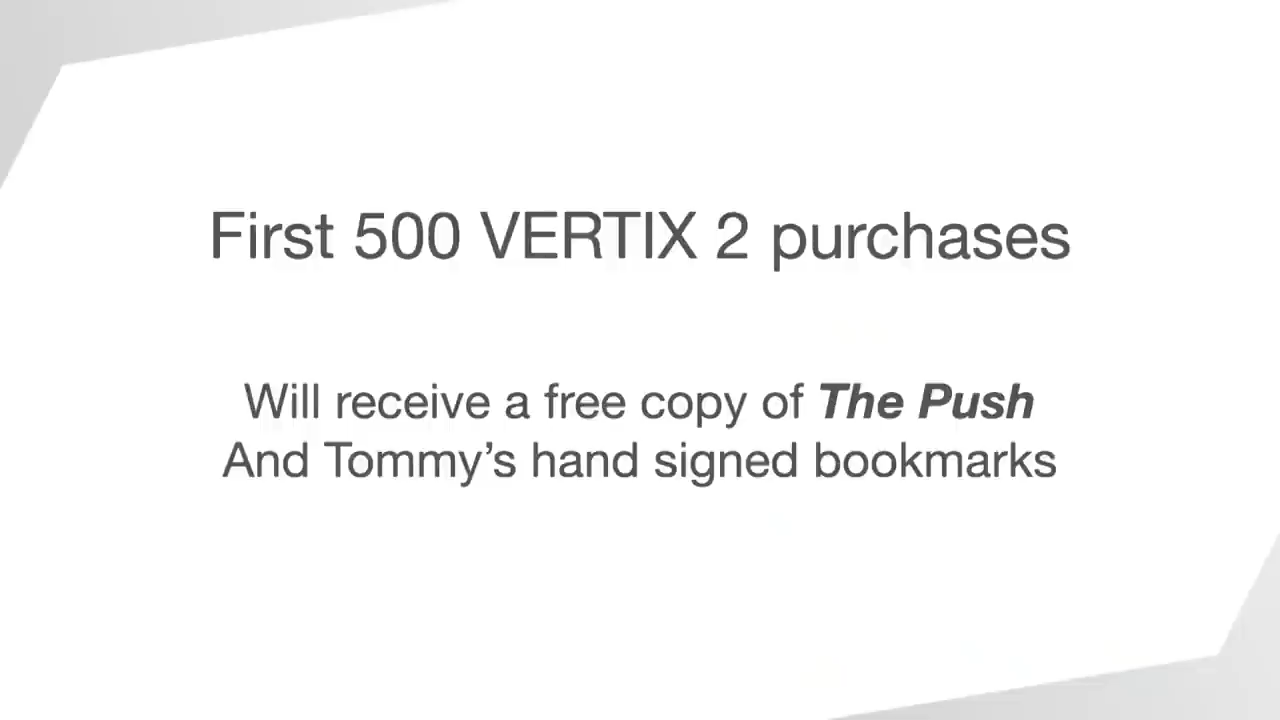 First 500 VERTIX 2 purchases
Will receive a free copy of The Push
And Tommy’s hand signed bookmarks